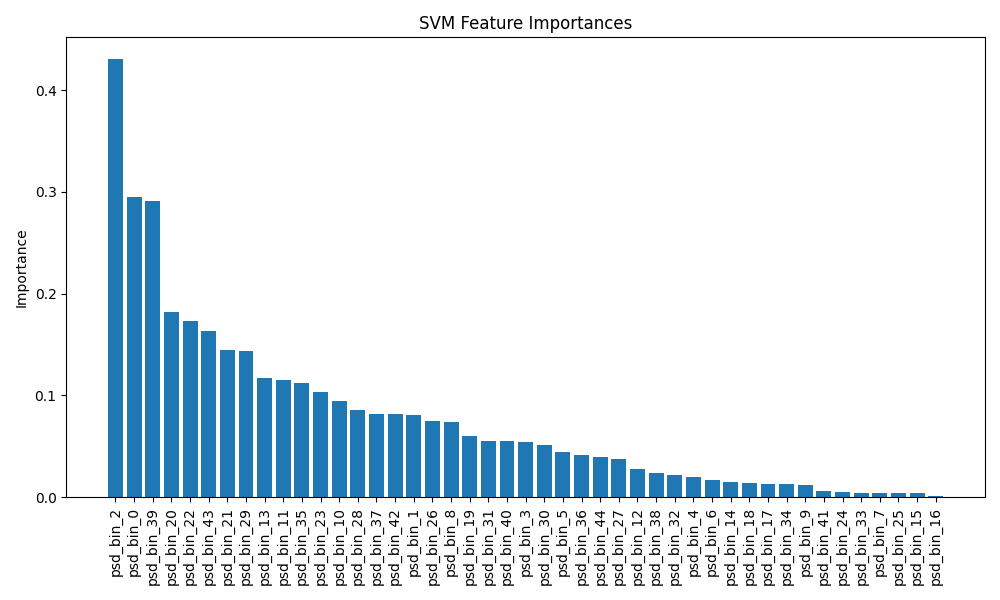 SVM Feature Importances
Importance
0.4
0.3
0.2
0.1
0.0
psd_bin_2
psd_bin_0
psd_bin_39
psd_bin_20
psd_bin_22
psd_bin_43
psd_bin_21
psd_bin_29
psd_bin_13
psd_bin_11
psd_bin_35
psd_bin_23
psd_bin_10
psd_bin_28
psd_bin_37
psd_bin_42
psd_bin_1
psd_bin_26
psd_bin_8
psd_bin_19
psd_bin_31
psd_bin_40
psd_bin_3
psd_bin_30
psd_bin_5
psd_bin_36
psd_bin_44
psd_bin_27
psd_bin_12
psd_bin_38
psd_bin_32
psd_bin_4
psd_bin_6
psd_bin_14
psd_bin_18
psd_bin_17
psd_bin_34
psd_bin_9
psd_bin_41
psd_bin_24
psd_bin_33
psd_bin_7
psd_bin_25
psd_bin_15
psd_bin_16